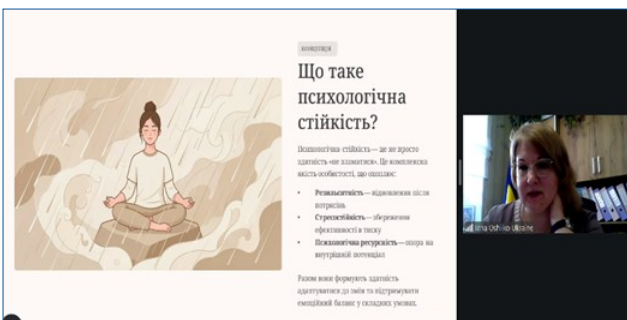 концепція
Що таке
психологічна
стійкість?
Психологічна стійкість — це не просто
здатність «не зламатися». Це комплексна
якість особистості, що охоплює:
• Резильєнтність — відновлення після
потрясінь
• Стресостійкість — збереження
ефективності в тиску
• Психологічна ресурсність — опора на
внутрішній потенціал
Разом вони формують здатність
адаптуватися до змін та підтримувати
емоційний баланс у складних умовах.
Ukraine